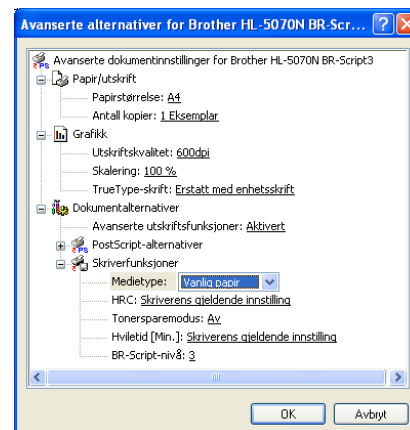 Avanserte alternativer for Brother HL-5070N BR-Scr...
Avanserte dokumentinnstillinger for Brother HL-5070N BR-Script3
Papir/utskrift
Papirstørrelse: A4
Antall kopier: 1 Eksemplar
Grafikk
Utskriftskvalitet: 600dpi
Skalering: 100 %
TrueType-skrift: Erstatt med enhetsskrift
Dokumentalternativer
Avanserte utskriftsfunksjoner: Aktivert
PostScript-alternativer
Skriverfunksjoner
Medietype: Vanlig papir
HRC: Skriverens gjeldende innstilling
Tonersparemodus: Av
Hviletid [Min.]: Skriverens gjeldende innstilling
BR-Script-nivå: 3
OK Avbryt